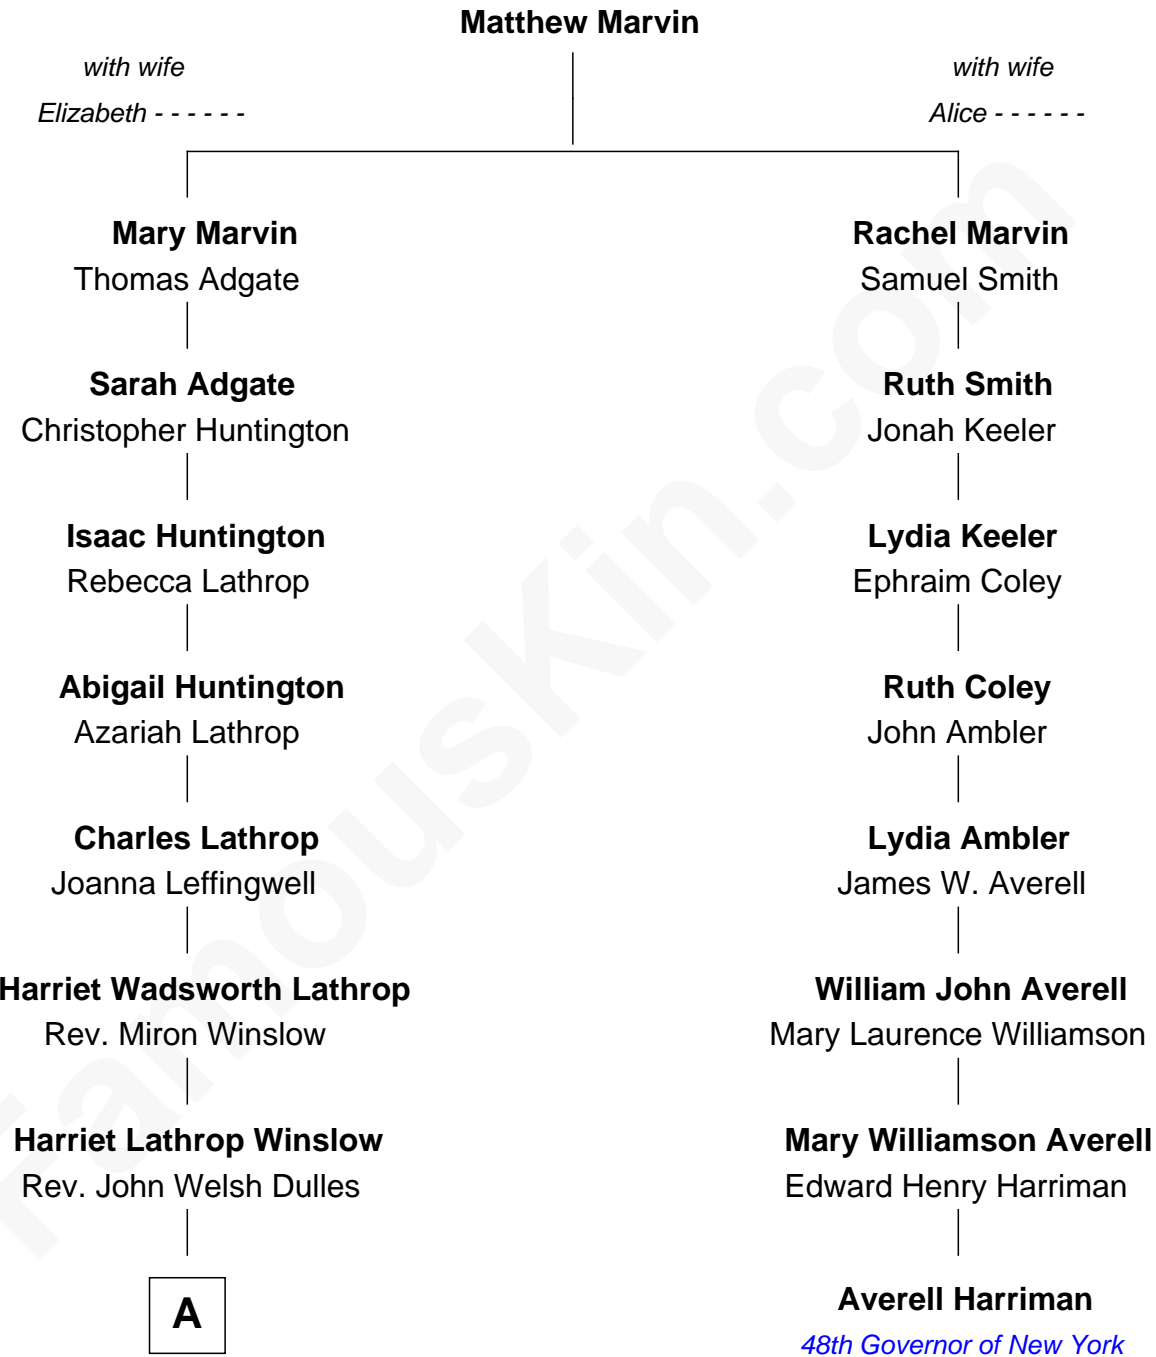 Matthew Marvin
with wife
Elizabeth - - - - - -
with wife
Alice - - - - - -
Mary Marvin
Thomas Adgate
Rachel Marvin
Samuel Smith
Sarah Adgate
Christopher Huntington
Ruth Smith
Jonah Keeler
Isaac Huntington
Rebecca Lathrop
Lydia Keeler
Ephraim Coley
Abigail Huntington
Azariah Lathrop
Ruth Coley
John Ambler
Charles Lathrop
Joanna Leffingwell
Lydia Ambler
James W. Averell
Harriet Wadsworth Lathrop
Rev. Miron Winslow
William John Averell
Mary Laurence Williamson
Harriet Lathrop Winslow
Rev. John Welsh Dulles
Mary Williamson Averell
Edward Henry Harriman
A
Averell Harriman
48th Governor of New York
FamousKin.com